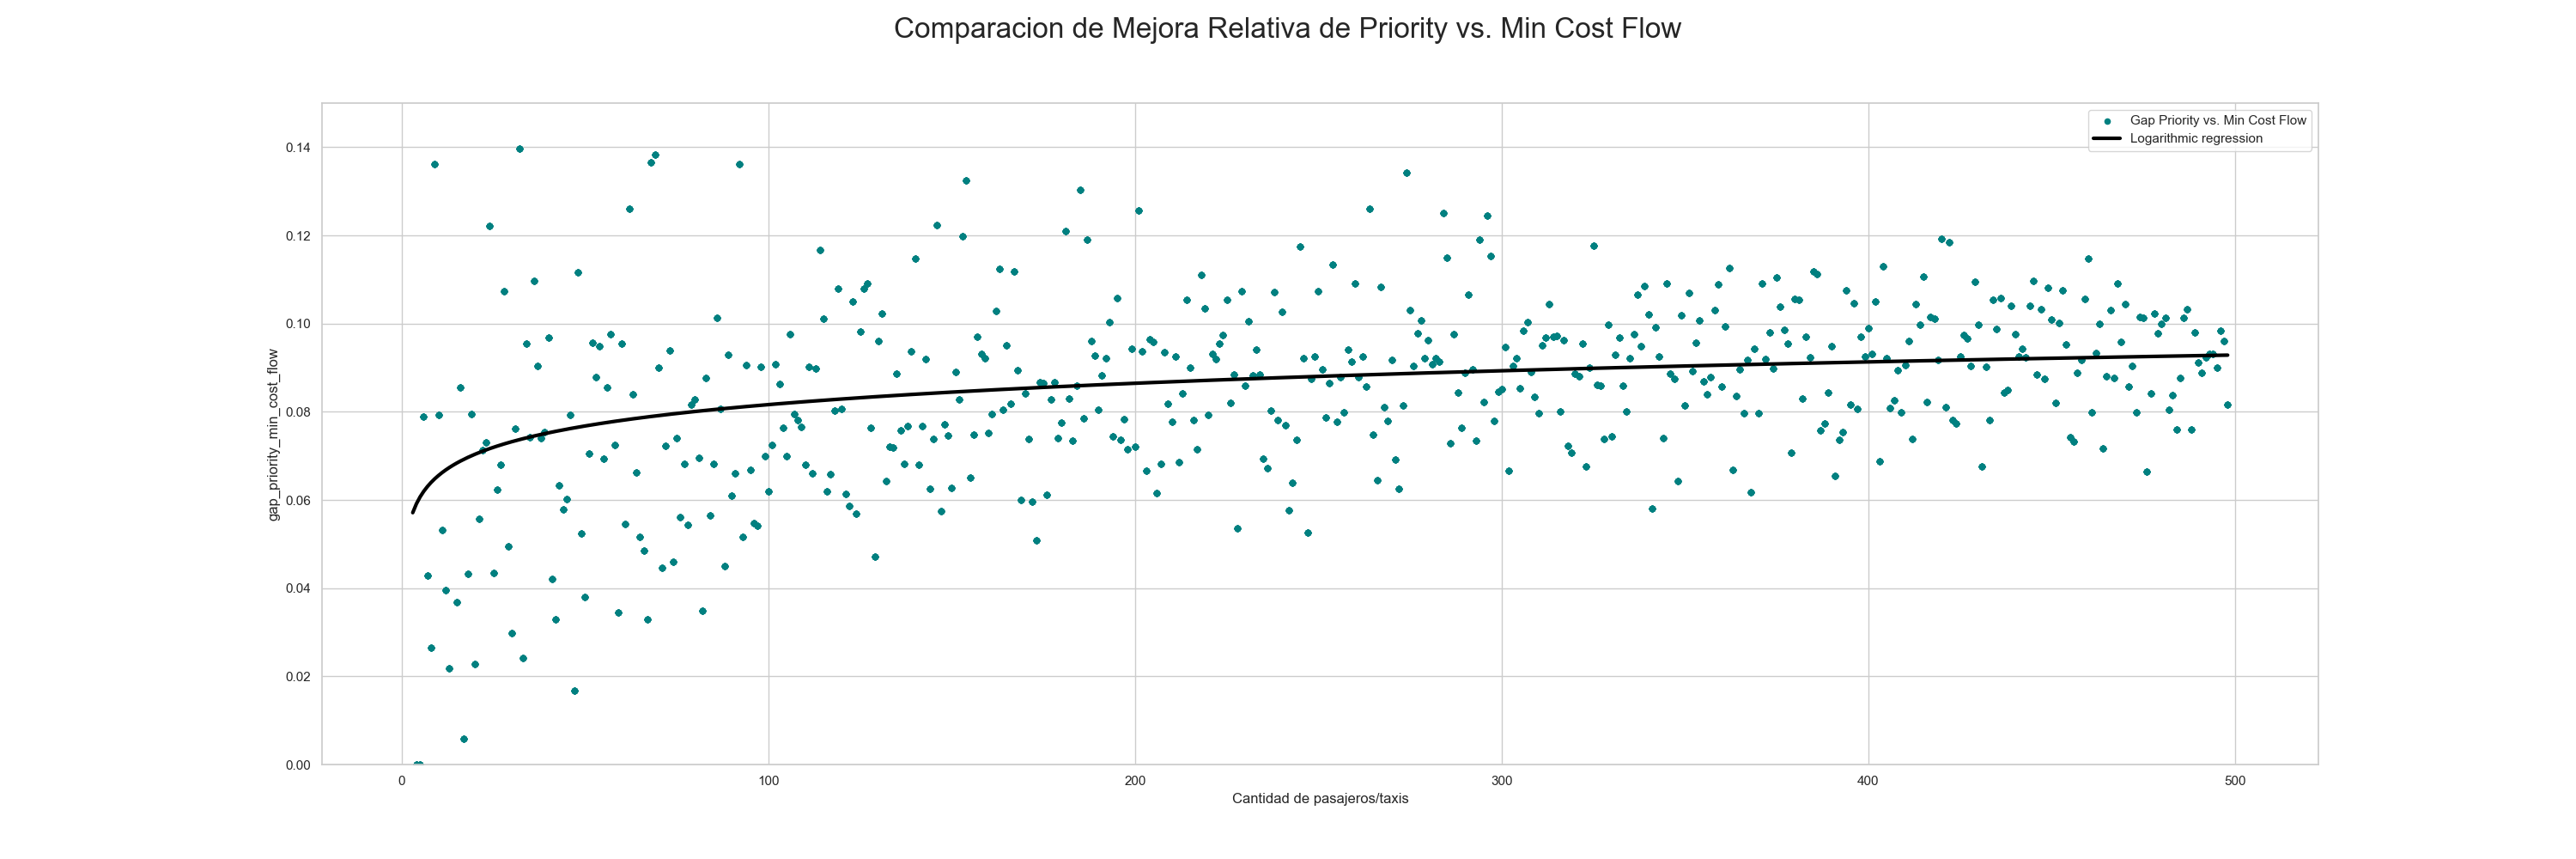 Comparacion de Mejora Relativa de Priority vs. Min Cost Flow
Gap Priority vs. Min Cost Flow
Logarithmic regression
gap_priority_min_cost_flow
0.14
0.12
0.10
0.08
0.06
0.04
0.02
0.00
0
100
200
300
400
500
Cantidad de pasajeros/taxis